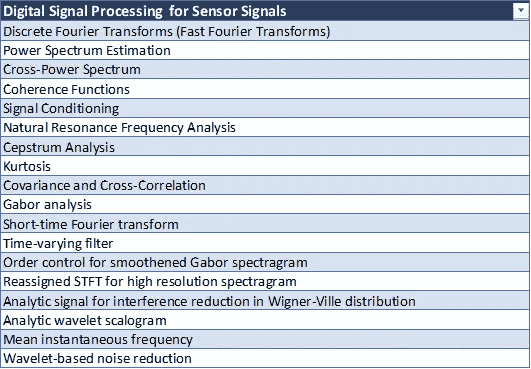 Digital Signal Processing for Sensor Signals
Discrete Fourier Transforms (Fast Fourier Transforms)
Power Spectrum Estimation
Cross-Power Spectrum
Coherence Functions
Signal Conditioning
Natural Resonance Frequency Analysis
Cepstrum Analysis
Kurtosis
Covariance and Cross-Correlation
Gabor analysis
Short-time Fourier transform
Time-varying filter
Order control for smoothened Gabor spectragram
Reassigned STFT for high resolution spectragram
Analytic signal for interference reduction in Wigner-Ville distribution
Analytic wavelet scalogram
Mean instantaneous frequency
Wavelet-based noise reduction